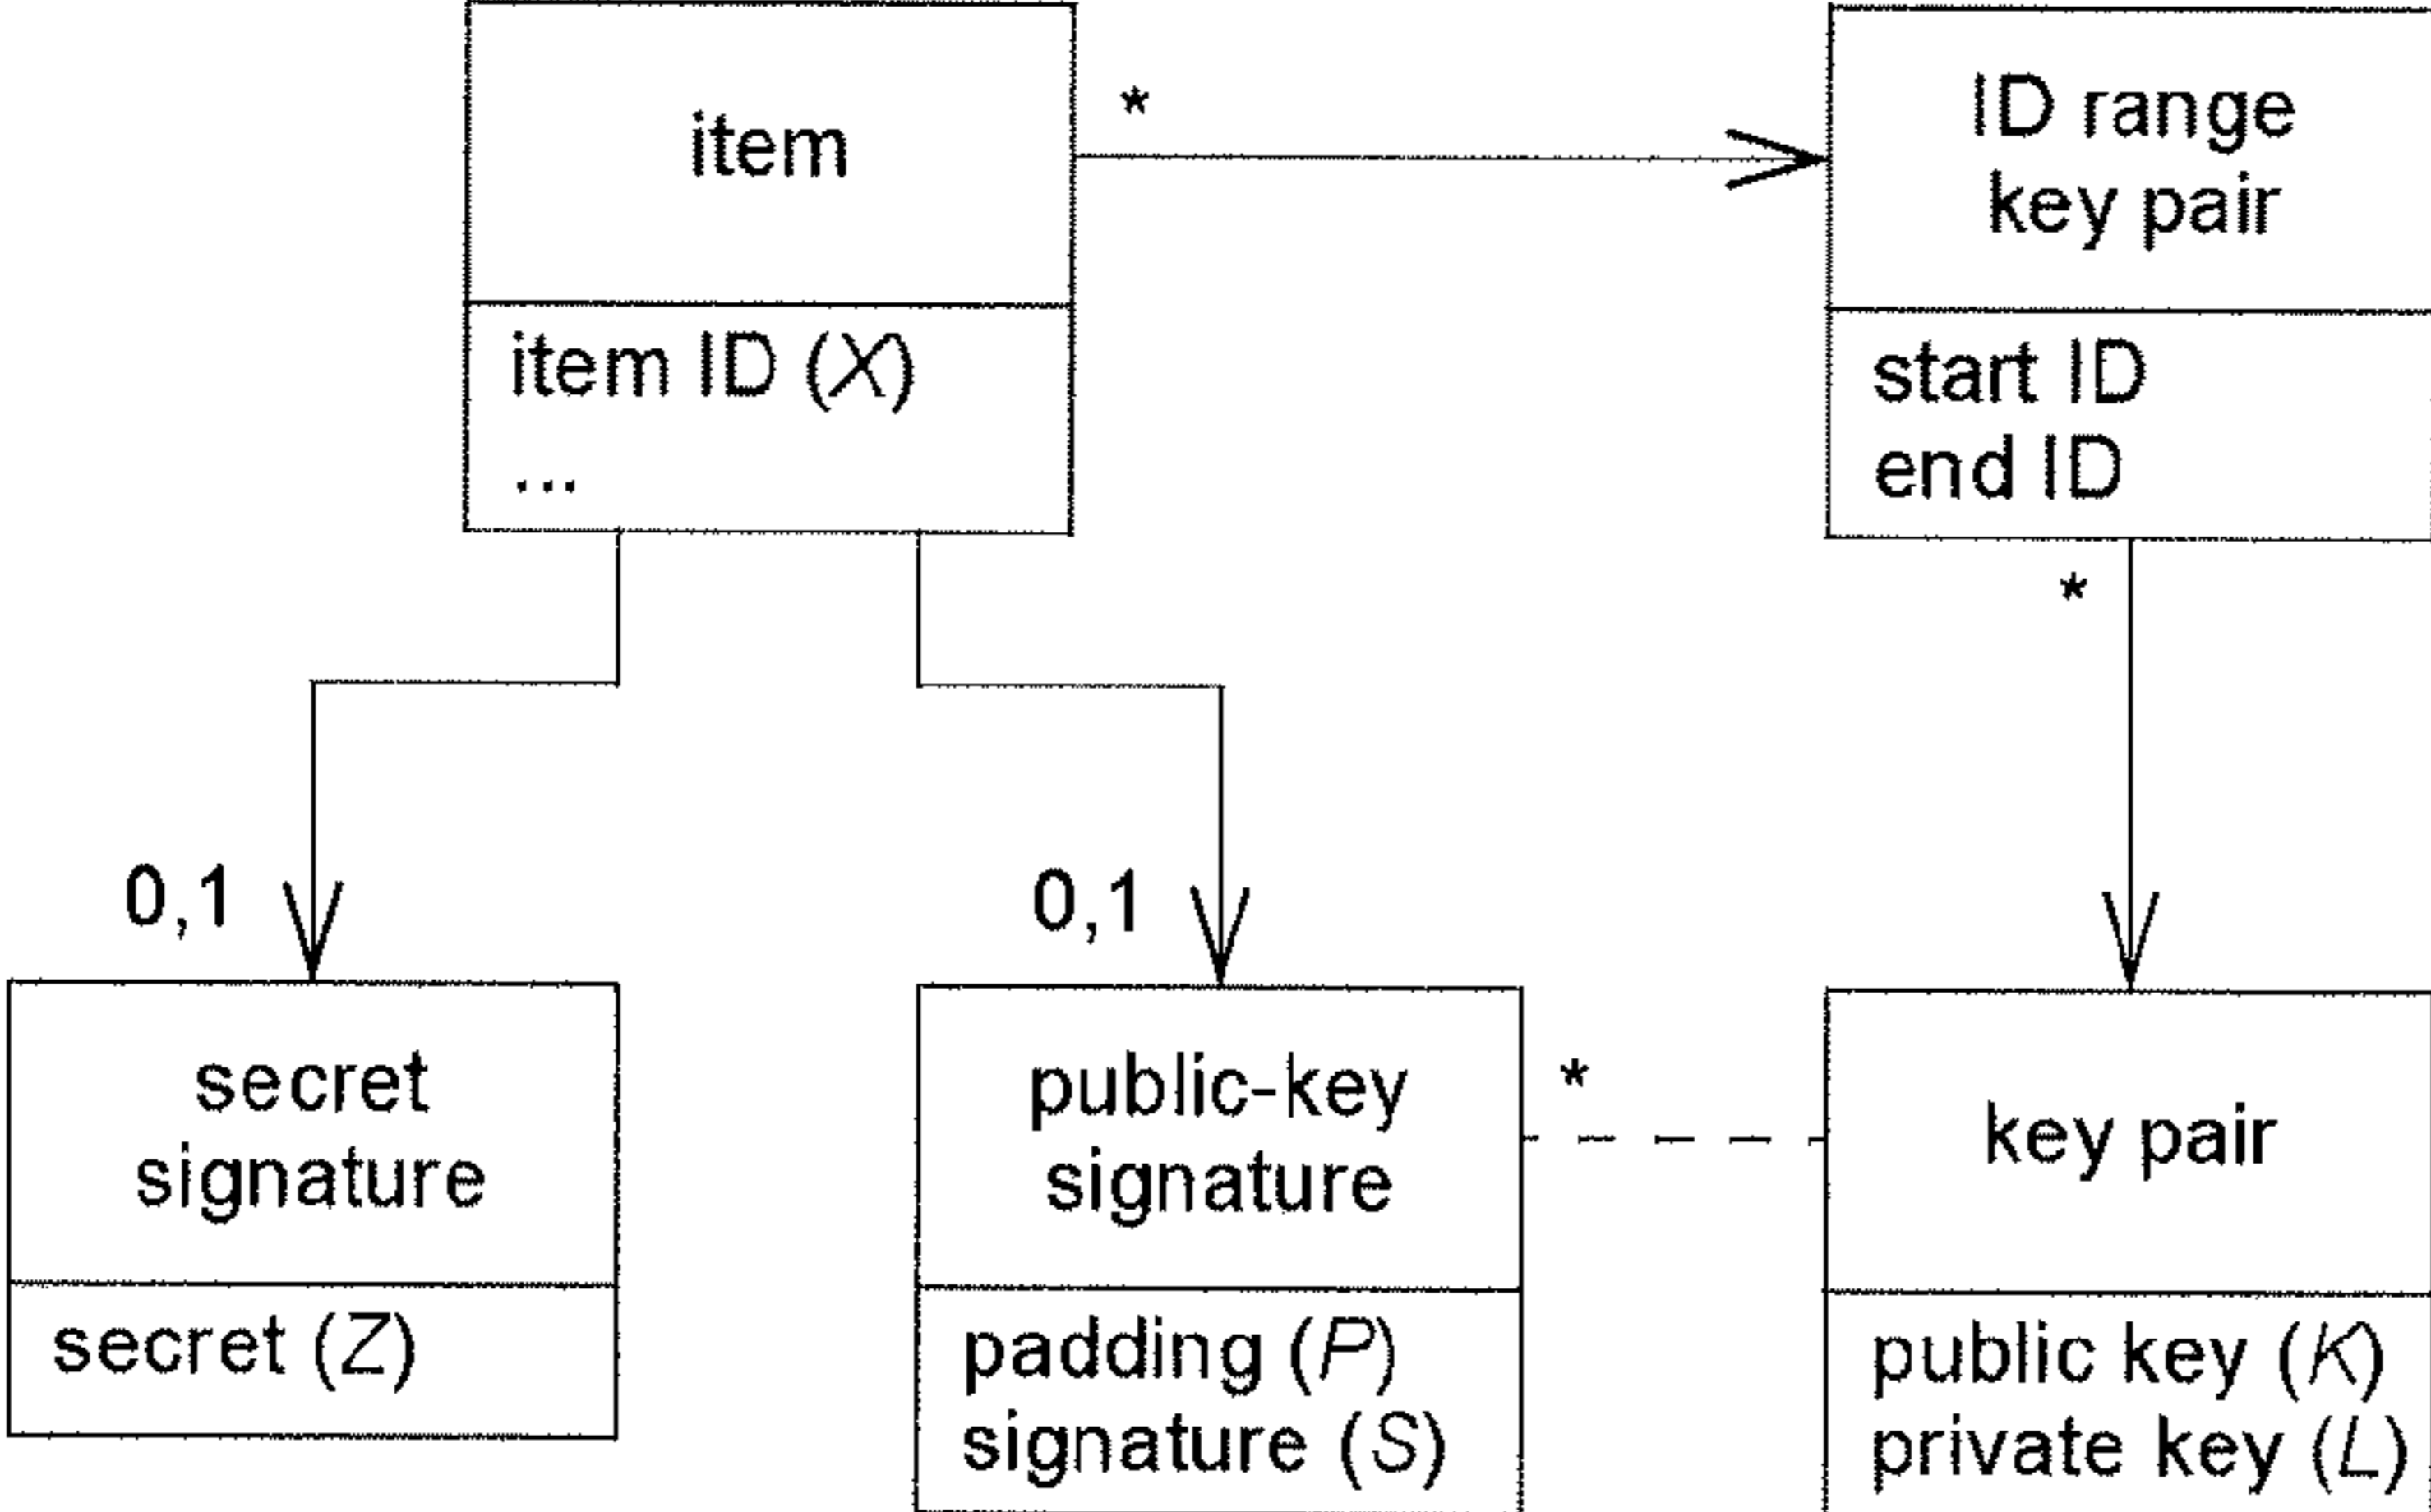 item
*
ID range
key pair
item ID (X)
...
start ID
end ID
*
0,1
0,1
secret
signature
public-key
signature
*
key pair
secret (Z)
padding (P)
signature (S)
public key (K)
private key (L)